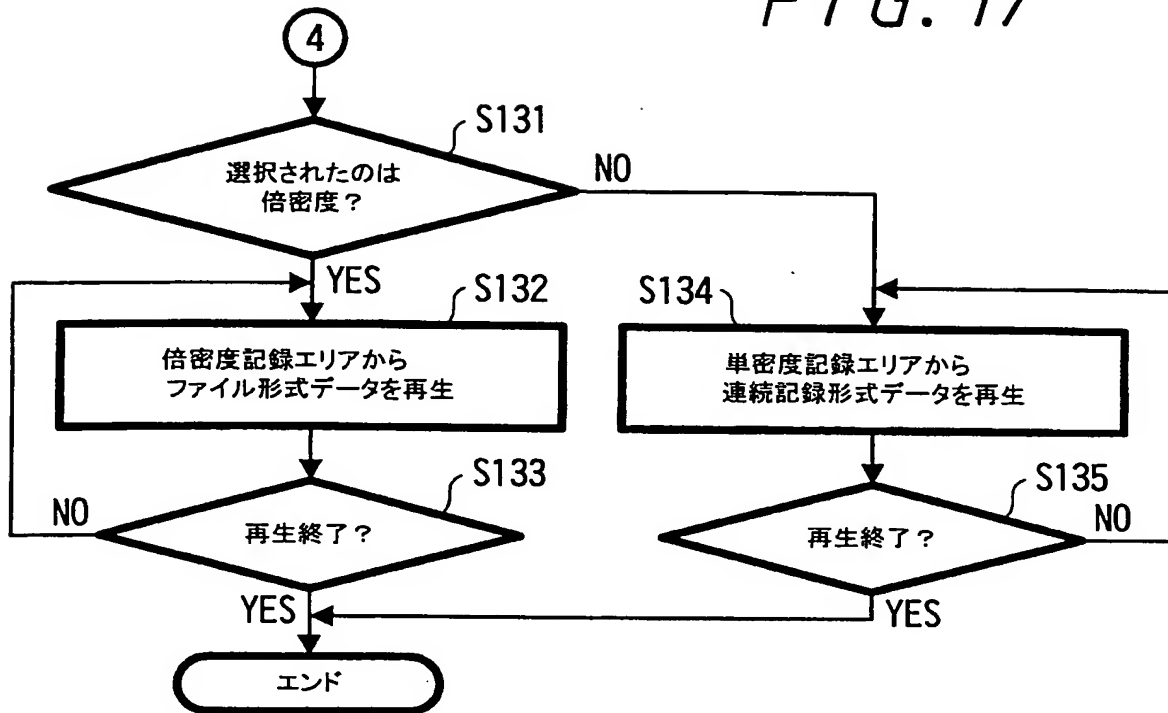 FIG. 17
4
S131
選択されたのは
倍密度?
NO
YES
S132
倍密度記録エリアから
ファイル形式データを再生
S134
単密度記録エリアから
連続記録形式データを再生
S133
再生終了?
NO
YES
S135
再生終了?
NO
YES
エンド